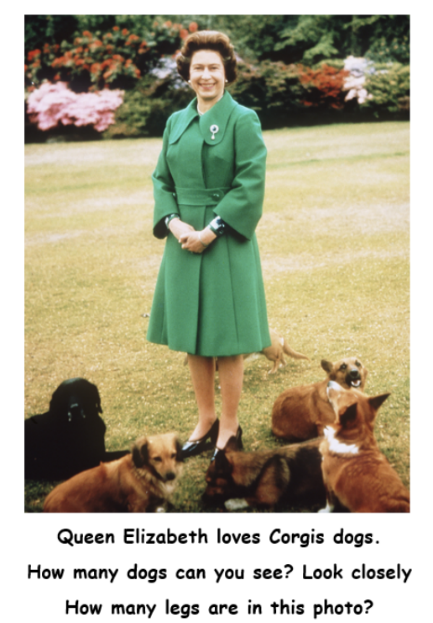 Queen Elizabeth loves Corgis dogs.
How many dogs can you see? Look closely
How many legs are in this photo?